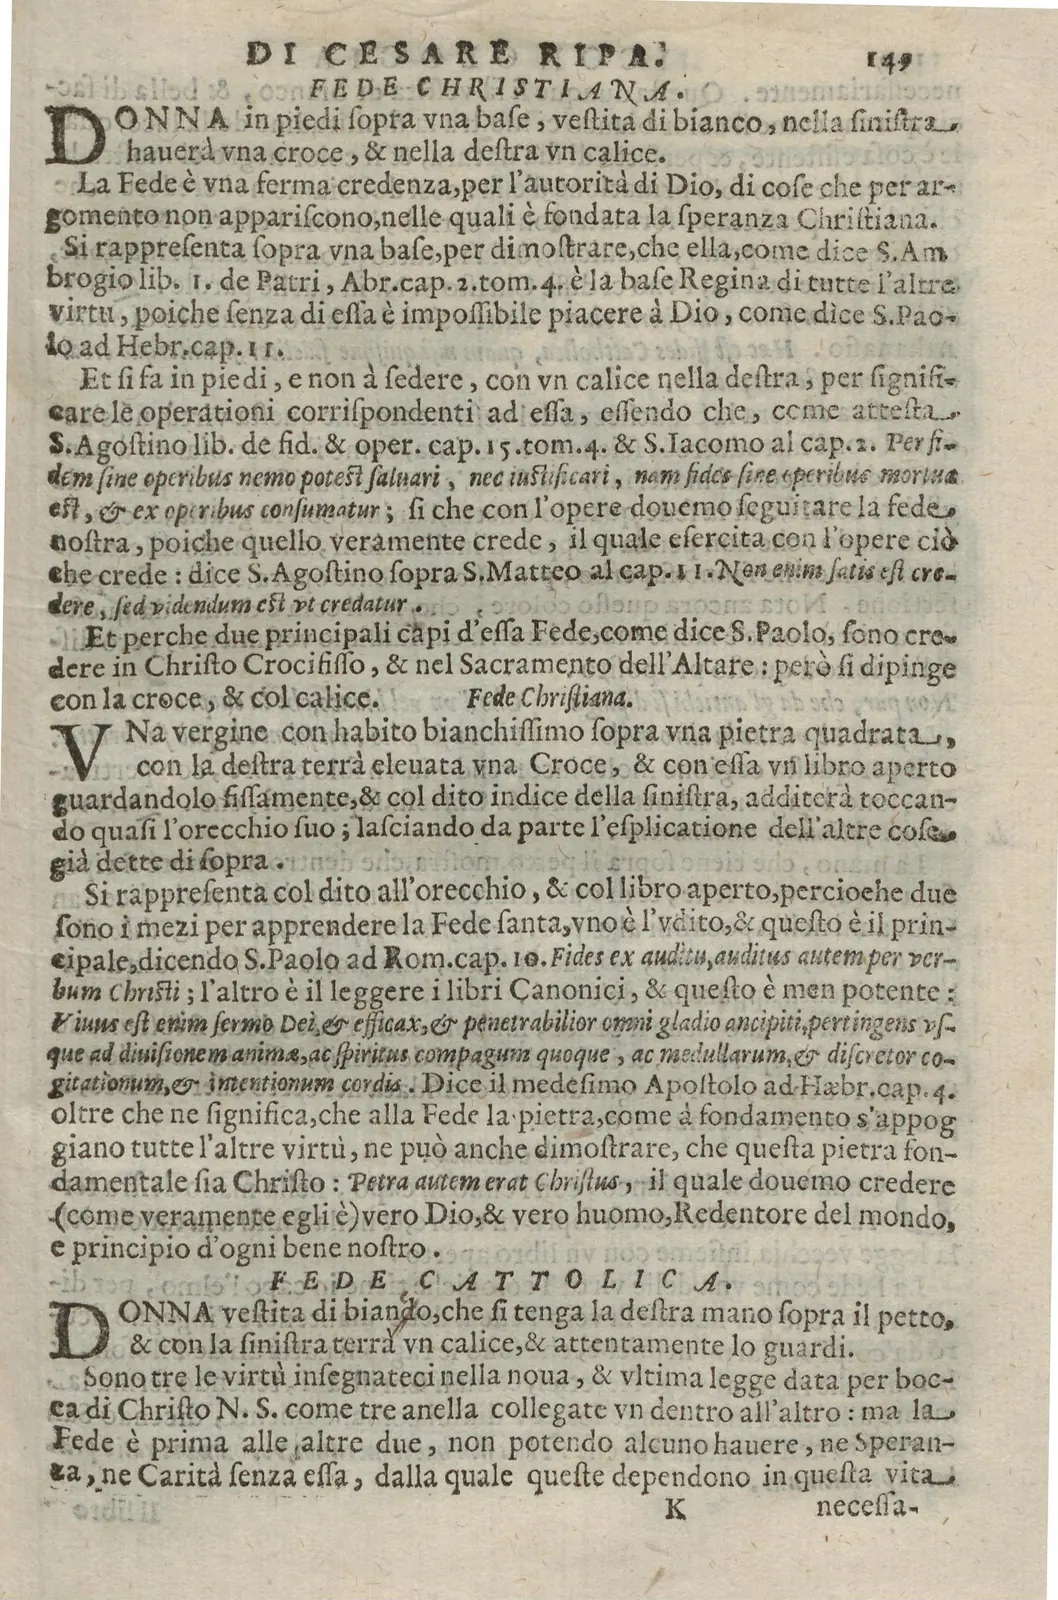 DI CESARE RIPA. 149
FEDE CHRISTIANA.
DONNA in piedi ſopra vna baſe, veſtita di bianco, nella ſiniſtra
hauerà vna croce, & nella deſtra vn calice.
La Fede è vna ferma credenza, per l'autorità di Dio, di coſe che per ar-
gomento non appariſcono, nelle quali è fondata la ſperanza Chriſtiana.
Si rappreſenta ſopra vna baſe, per dimoſtrare, che ella, come dice S. Am
brogio lib. 1. de Patri, Abr. cap. 2. tom. 4. è la baſe Regina di tutte l'altre
virtu, poiche ſenza di eſſa è impoſſibile piacere à Dio, come dice S. Pao-
lo ad Hebr. cap. 11.
Et ſi fa in piedi, e non à ſedere, con vn calice nella deſtra, per ſignifi-
care le operationi corriſpondenti ad eſſa, eſſendo che, come atteſta
S. Agoſtino lib. de fid. & oper. cap. 15. tom. 4. & S. Iacomo al cap. 2. Per fi-
dem ſine operibus nemo poteſt ſaluari, nec iuſtificari, nam fides ſine operibus mortua
eſt, & ex operibus conſumatur; ſi che con l'opere douemo ſeguitare la fede
noſtra, poiche quello veramente crede, il quale eſercita con l'opere ciò
che crede: dice S. Agoſtino ſopra S. Matteo al cap. 11. Non enim ſatis eſt cre-
dere, ſed videndum eſt vt credatur.
Et perche due principali capi d'eſſa Fede, come dice S. Paolo, ſono cre-
dere in Chriſto Crocifiſſo, & nel Sacramento dell'Altare: però ſi dipinge
con la croce, & col calice. Fede Chriſtiana.
VNa vergine con habito bianchiſſimo ſopra vna pietra quadrata,
con la deſtra terrà eleuata vna Croce, & con eſſa vn libro aperto
guardandolo fiſſamente, & col dito indice della ſiniſtra, additerà toccan-
do quaſi l'orecchio ſuo; laſciando da parte l'eſplicatione dell'altre coſe
già dette di ſopra.
Si rappreſenta col dito all'orecchio, & col libro aperto, percioche due
ſono i mezi per apprendere la Fede ſanta, vno è l'vdito, & queſto è il prin-
cipale, dicendo S. Paolo ad Rom. cap. 10. Fides ex auditu, auditus autem per ver-
bum Chriſti; l'altro è il leggere i libri Canonici, & queſto è men potente:
Viuus eſt enim ſermo Dei, & efficax, & penetrabilior omni gladio ancipiti, pertingens vſ-
que ad diuiſionem animæ, ac ſpiritus compagum quoque, ac medullarum, & diſcretor co-
gitationum, & intentionum cordis. Dice il medeſimo Apoſtolo ad Hæbr. cap. 4.
oltre che ne ſignifica, che alla Fede la pietra, come à fondamento s'appog
giano tutte l'altre virtù, ne può anche dimoſtrare, che queſta pietra fon-
damentale ſia Chriſto: Petra autem erat Chriſtus, il quale douemo credere
(come veramente egli è) vero Dio, & vero huomo, Redentore del mondo,
e principio d'ogni bene noſtro.
FEDE CATTOLICA.
DONNA veſtita di bianco, che ſi tenga la deſtra mano ſopra il petto,
& con la ſiniſtra terrà vn calice, & attentamente lo guardi.
Sono tre le virtù inſegnateci nella noua, & vltima legge data per boc-
ca di Chriſto N. S. come tre anella collegate vn dentro all'altro: ma la
Fede è prima alle altre due, non potendo alcuno hauere, ne Speran-
za, ne Carità ſenza eſſa, dalla quale queſte dependono in queſta vita
K neceſſa-